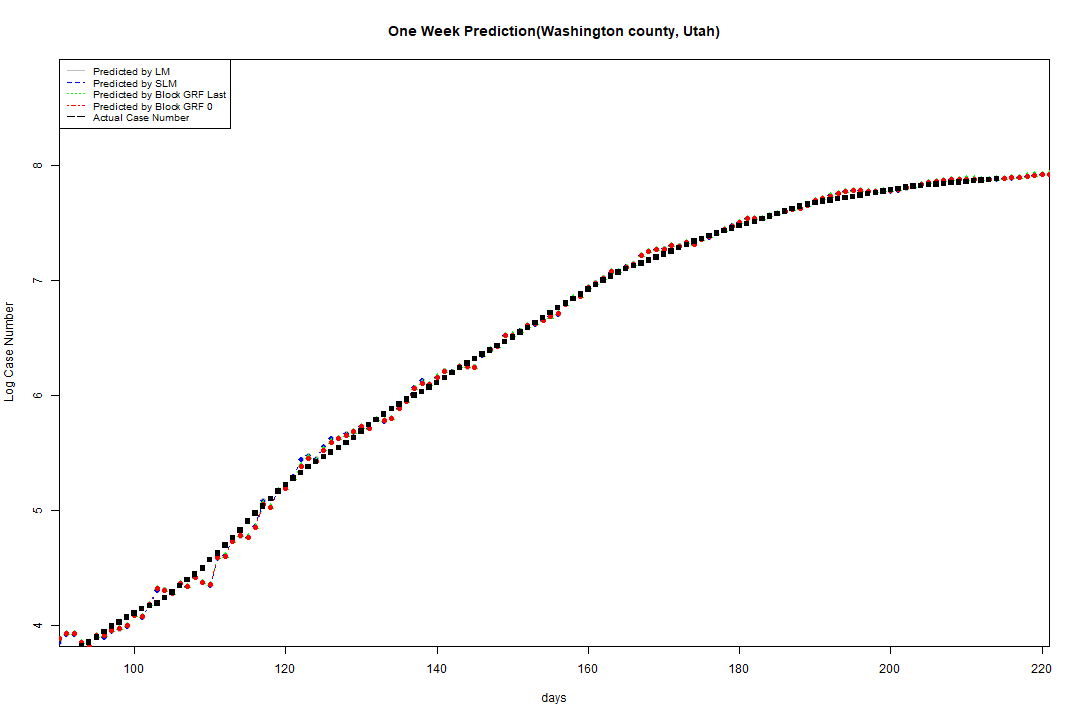 One Week Prediction(Washington county, Utah)
Predicted by LM
Predicted by SLM
Predicted by Block GRF Last
Predicted by Block GRF 0
Actual Case Number
8
7
6
5
4
Log Case Number
100 120 140 160 180 200 220
days